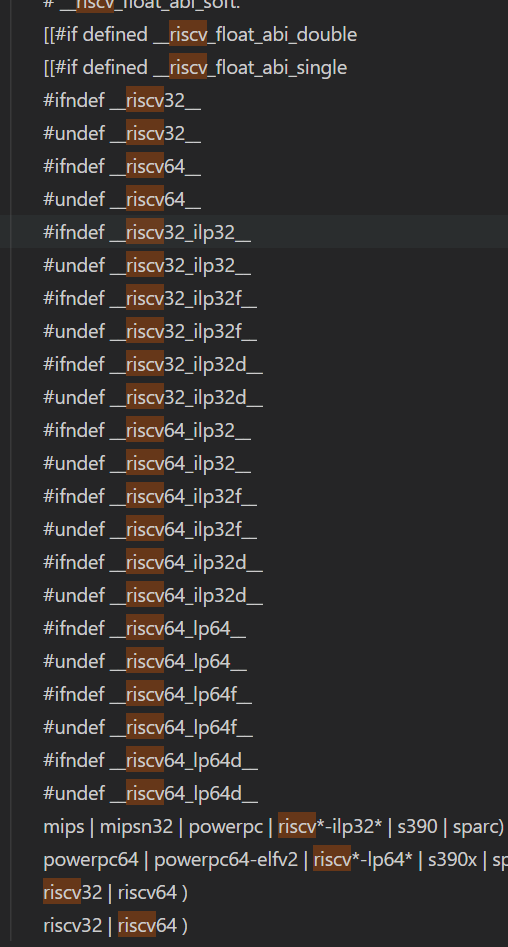 # __riscv_float_abi_soft.
[[#if defined __riscv_float_abi_double
[[#if defined __riscv_float_abi_single
#ifndef __riscv32__
#undef __riscv32__
#ifndef __riscv64__
#undef __riscv64__
#ifndef __riscv32_ilp32__
#undef __riscv32_ilp32__
#ifndef __riscv32_ilp32f__
#undef __riscv32_ilp32f__
#ifndef __riscv32_ilp32d__
#undef __riscv32_ilp32d__
#ifndef __riscv64_ilp32__
#undef __riscv64_ilp32__
#ifndef __riscv64_ilp32f__
#undef __riscv64_ilp32f__
#ifndef __riscv64_ilp32d__
#undef __riscv64_ilp32d__
#ifndef __riscv64_lp64__
#undef __riscv64_lp64__
#ifndef __riscv64_lp64f__
#undef __riscv64_lp64f__
#ifndef __riscv64_lp64d__
#undef __riscv64_lp64d__
mips | mipsn32 | powerpc | riscv*-ilp32* | s390 | sparc)
powerpc64 | powerpc64-elfv2 | riscv*-lp64* | s390x | sp
riscv32 | riscv64 )
riscv32 | riscv64 )